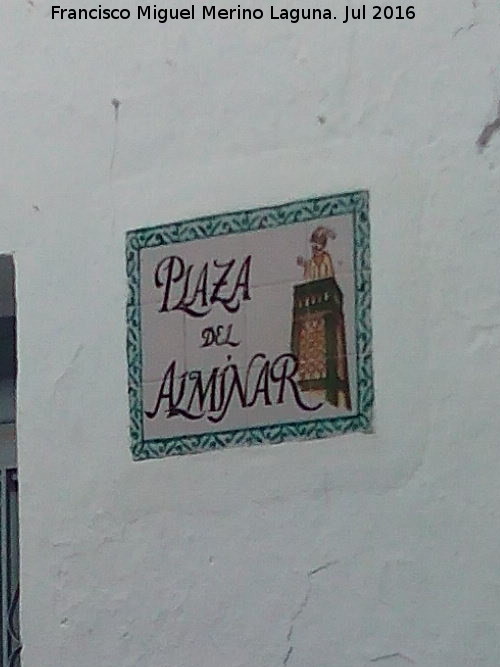 Francisco Miguel Merino Laguna. Jul 2016
PLAZA
DEL
ALMINAR